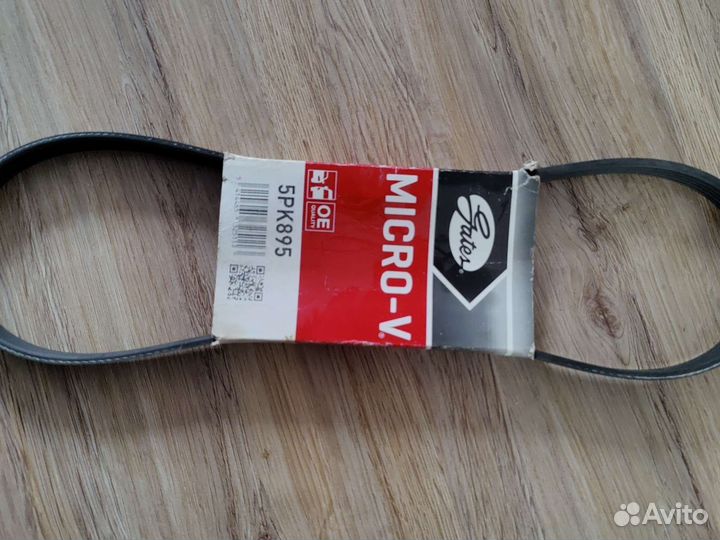 Gates
MICRO-V
OE
QUALITY
5PK895
Avito